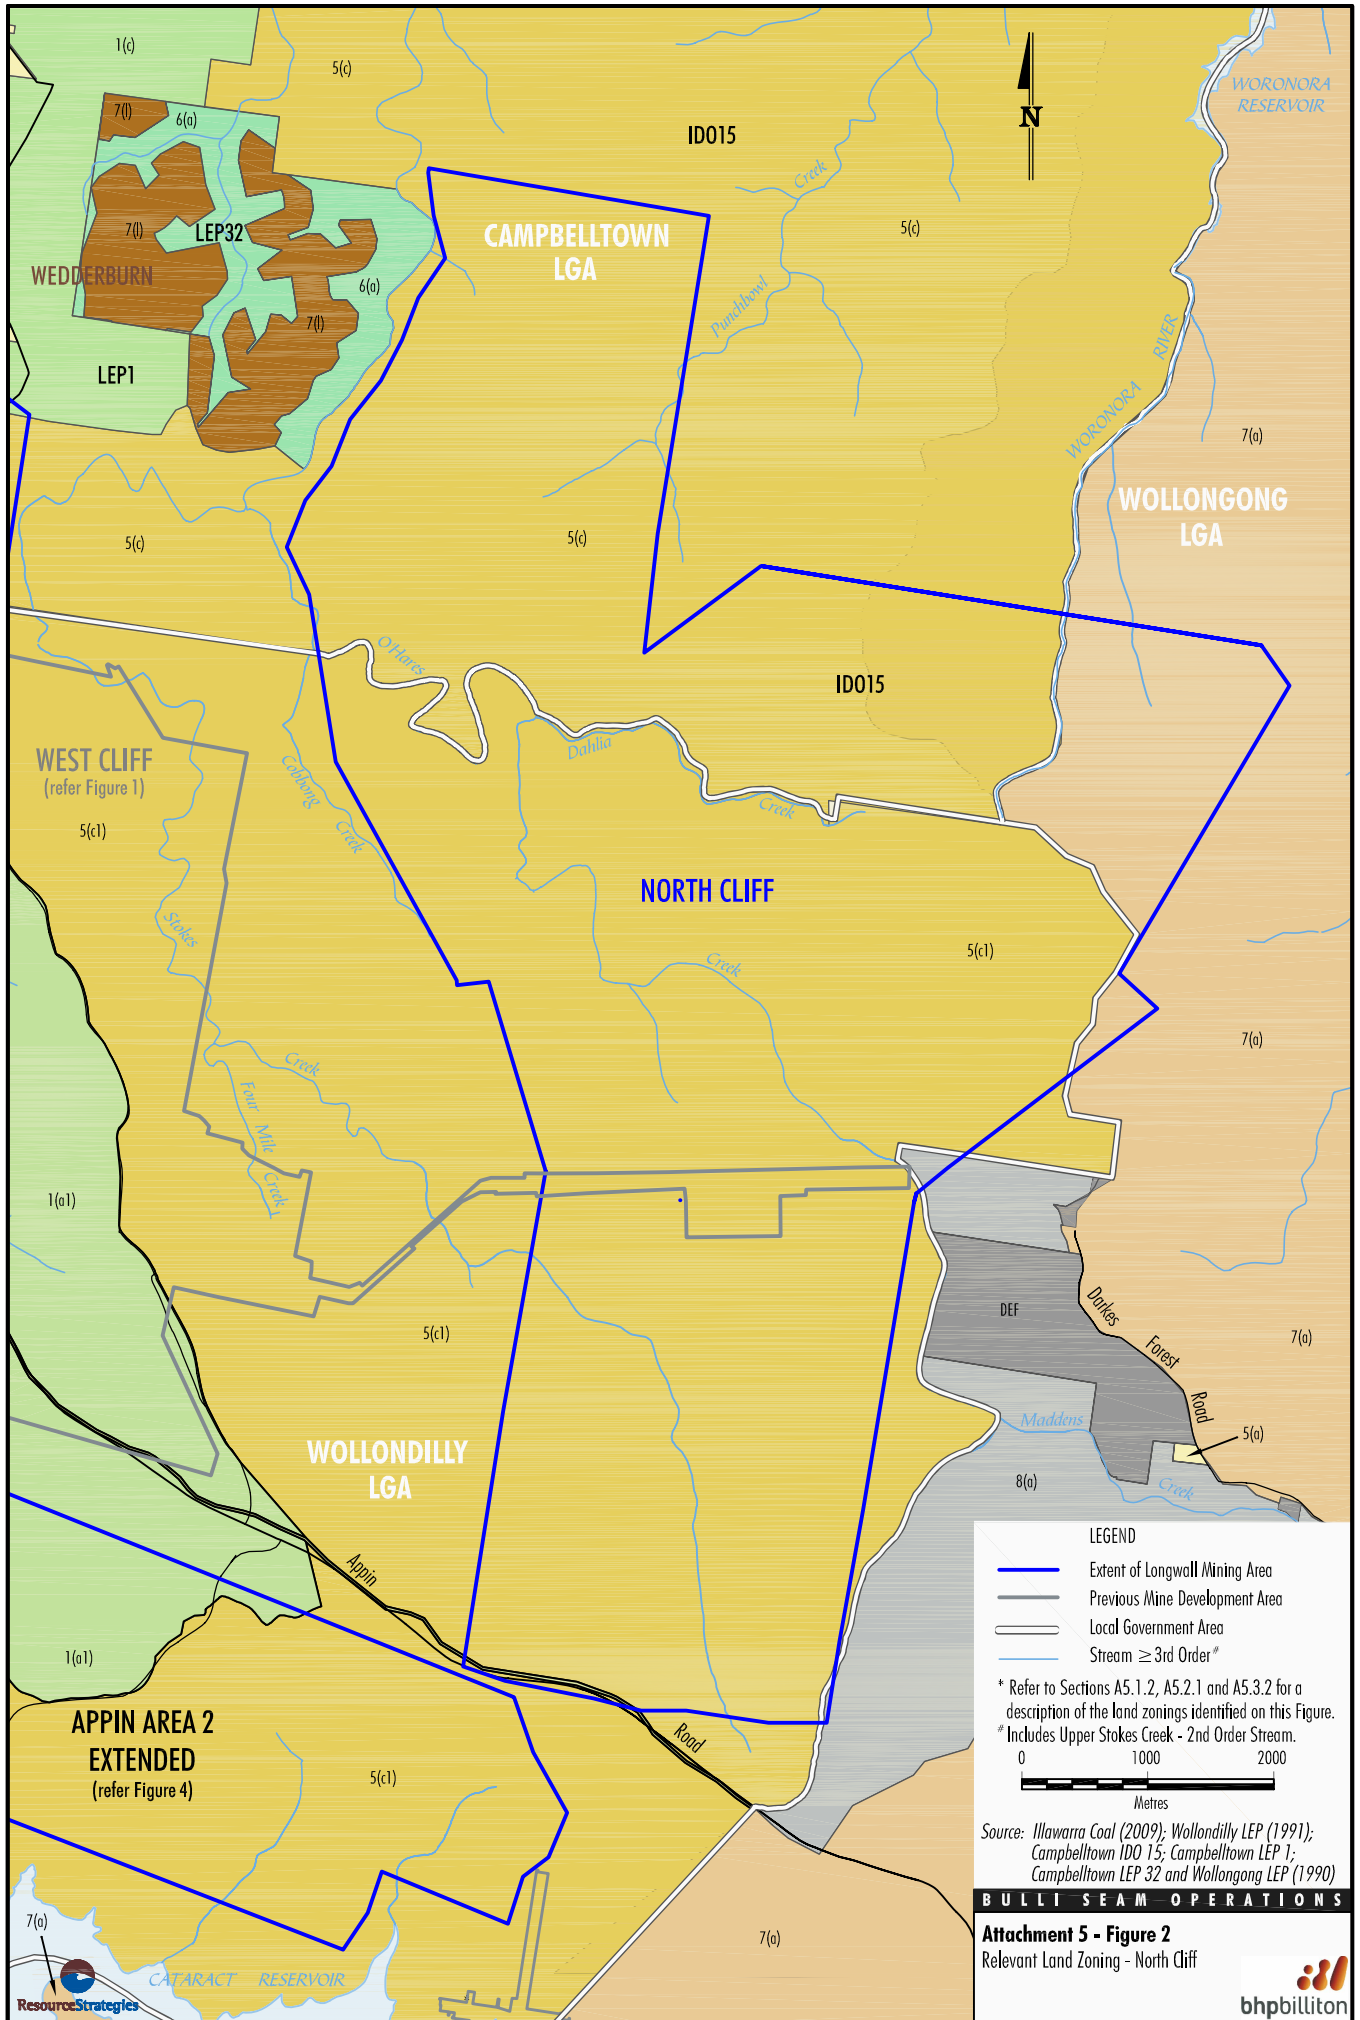 1(c)
5(c)
7(l)
6(a)
IDO15
N
WORONORA
RESERVOIR
Creek
5(c)
7(l)
LEP32
CAMPBELLTOWN
LGA
WEDDERBURN
6(a)
7(l)
Punchbowl
WORONORA RIVER
LEP1
7(a)
WOLLONGONG
LGA
5(c)
5(c)
O'Hares
IDO15
Dahlia
Creek
WEST CLIFF
(refer Figure 1)
Cobbong
Creek
5(c1)
NORTH CLIFF
Stokes
5(c1)
Creek
7(a)
Creek
Four Mile
Creek
1(a1)
DEF
Darkes
Forest
Road
7(a)
5(c1)
Maddens
Creek
5(a)
WOLLONDILLY
LGA
8(a)
Appin
Road
1(a1)
APPIN AREA 2
EXTENDED
(refer Figure 4)
5(c1)
7(a)
7(a)
CATARACT RESERVOIR
ResourceStrategies
LEGEND
Extent of Longwall Mining Area
Previous Mine Development Area
Local Government Area
Stream ≥ 3rd Order #
* Refer to Sections A5.1.2, A5.2.1 and A5.3.2 for a
description of the land zonings identified on this Figure.
# Includes Upper Stokes Creek - 2nd Order Stream.
0 1000 2000
Metres
Source: Illawarra Coal (2009); Wollondilly LEP (1991);
Campbelltown IDO 15; Campbelltown LEP 1;
Campbelltown LEP 32 and Wollongong LEP (1990)
BULLI SEAM OPERATIONS
Attachment 5 - Figure 2
Relevant Land Zoning - North Cliff
bhpbilliton